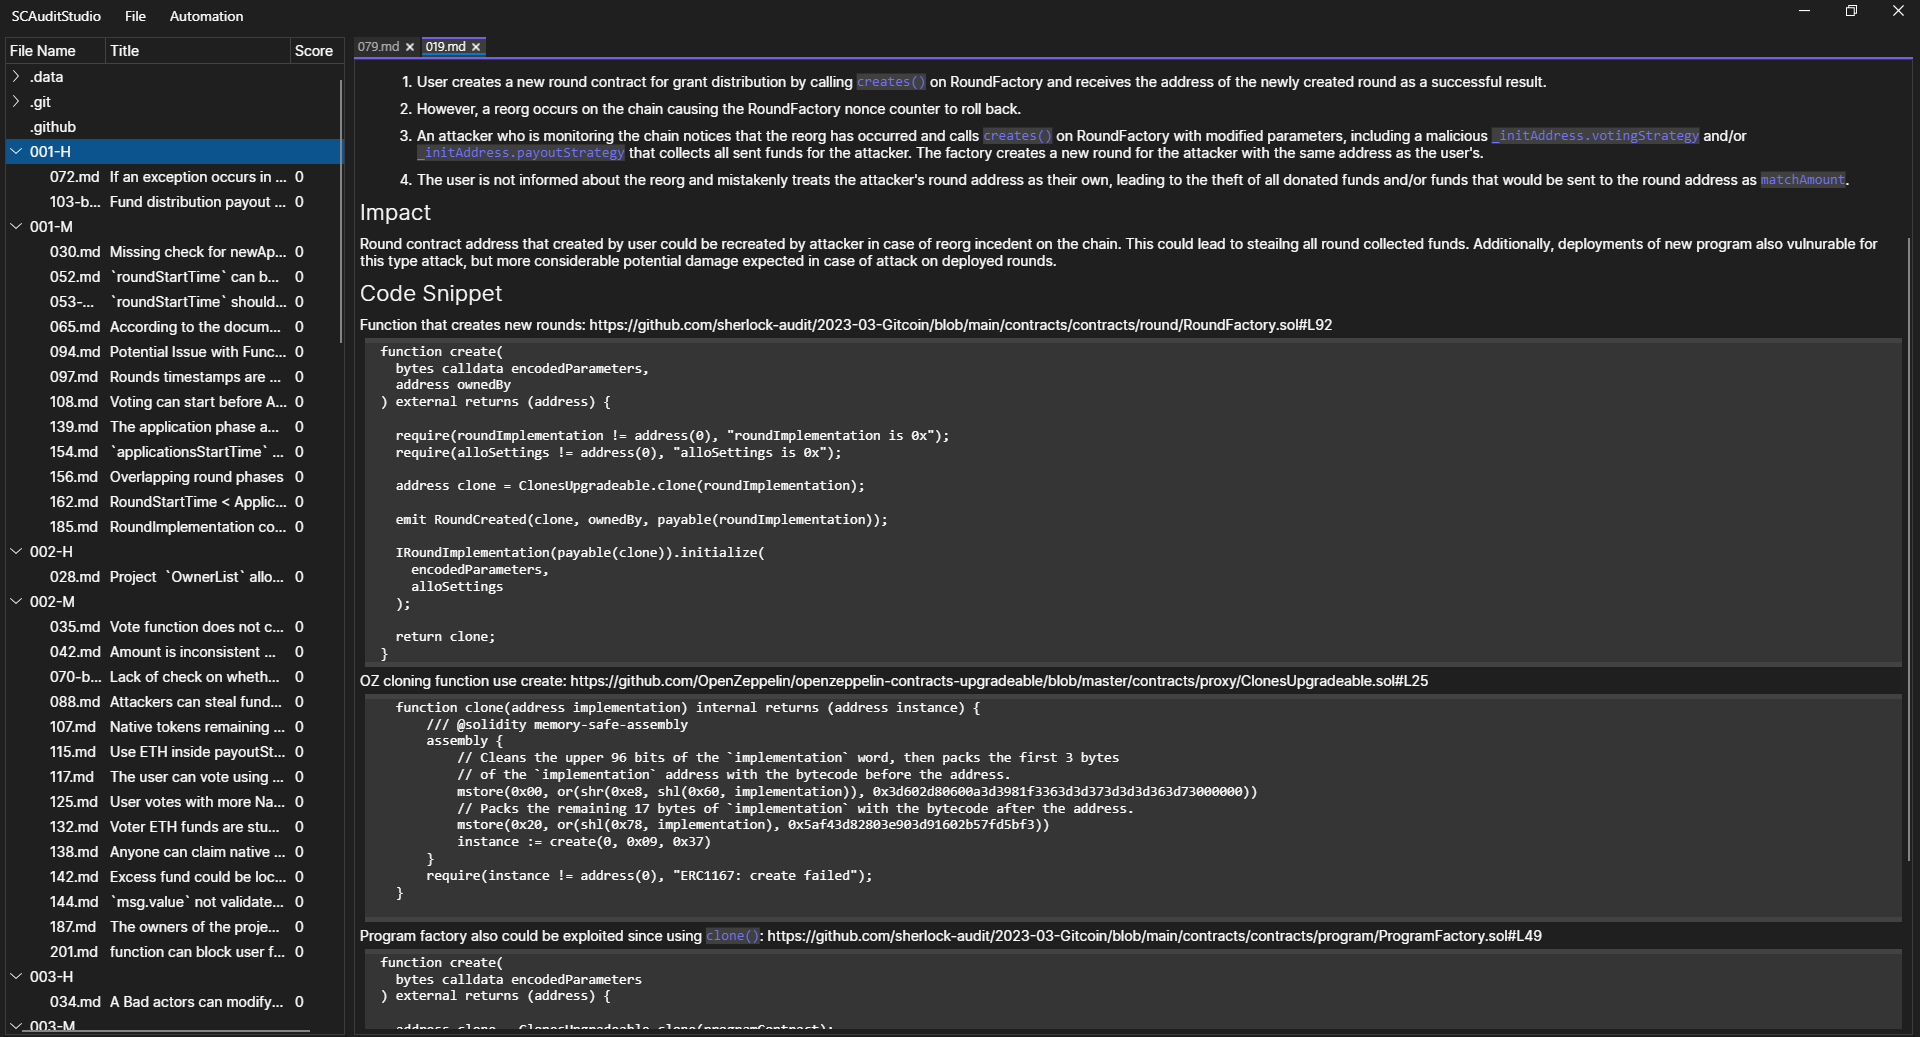 SCAuditStudio File Automation
File Name Title Score
.data
.git
.github
001-H
072.md If an exception occurs in ... 0
103-b... Fund distribution payout ... 0
001-M
030.md Missing check for newAp... 0
052.md `roundStartTime` can b... 0
053-... `roundStartTime` should... 0
065.md According to the docum... 0
094.md Potential Issue with Func... 0
097.md Rounds timestamps are ... 0
108.md Voting can start before A... 0
139.md The application phase a... 0
154.md `applicationsStartTime` ... 0
156.md Overlapping round phases 0
162.md RoundStartTime < Applic... 0
185.md RoundImplementation co... 0
002-H
028.md Project `OwnerList` allo... 0
002-M
035.md Vote function does not c... 0
042.md Amount is inconsistent ... 0
070-b... Lack of check on wheth... 0
088.md Attackers can steal fund... 0
107.md Native tokens remaining ... 0
115.md Use ETH inside payoutSt... 0
117.md The user can vote using ... 0
125.md User votes with more Na... 0
132.md Voter ETH funds are stu... 0
138.md Anyone can claim native ... 0
142.md Excess fund could be loc... 0
144.md `msg.value` not validate... 0
187.md The owners of the proje... 0
201.md function can block user f... 0
003-H
034.md A Bad actors can modify... 0
003-M
079.md 019.md
1. User creates a new round contract for grant distribution by calling creates() on RoundFactory and receives the address of the newly created round as a successful result.
2. However, a reorg occurs on the chain causing the RoundFactory nonce counter to roll back.
3. An attacker who is monitoring the chain notices that the reorg has occurred and calls creates() on RoundFactory with modified parameters, including a malicious _initAddress.votingStrategy and/or
_initAddress.payoutStrategy that collects all sent funds for the attacker. The factory creates a new round for the attacker with the same address as the user's.
4. The user is not informed about the reorg and mistakenly treats the attacker's round address as their own, leading to the theft of all donated funds and/or funds that would be sent to the round address as matchAmount.
Impact
Round contract address that created by user could be recreated by attacker in case of reorg incedent on the chain. This could lead to steailng all round collected funds. Additionally, deployments of new program also vulnurable for
this type attack, but more considerable potential damage expected in case of attack on deployed rounds.
Code Snippet
Function that creates new rounds: https://github.com/sherlock-audit/2023-03-Gitcoin/blob/main/contracts/contracts/round/RoundFactory.sol#L92
function create(
bytes calldata encodedParameters,
address ownedBy
) external returns (address) {
require(roundImplementation != address(0), "roundImplementation is 0x");
require(alloSettings != address(0), "alloSettings is 0x");
address clone = ClonesUpgradeable.clone(roundImplementation);
emit RoundCreated(clone, ownedBy, payable(roundImplementation));
IRoundImplementation(payable(clone)).initialize(
encodedParameters,
alloSettings
);
return clone;
}
OZ cloning function use create: https://github.com/OpenZeppelin/openzeppelin-contracts-upgradeable/blob/master/contracts/proxy/ClonesUpgradeable.sol#L25
function clone(address implementation) internal returns (address instance) {
/// @solidity memory-safe-assembly
assembly {
// Cleans the upper 96 bits of the `implementation` word, then packs the first 3 bytes
// of the `implementation` address with the bytecode before the address.
mstore(0x00, or(shr(0xe8, shl(0x60, implementation)), 0x3d602d80600a3d3981f3363d3d373d3d3d363d73000000))
// Packs the remaining 17 bytes of `implementation` with the bytecode after the address.
mstore(0x20, or(shl(0x78, implementation), 0x5af43d82803e903d91602b57fd5bf3))
instance := create(0, 0x09, 0x37)
}
require(instance != address(0), "ERC1167: create failed");
}
Program factory also could be exploited since using clone(): https://github.com/sherlock-audit/2023-03-Gitcoin/blob/main/contracts/contracts/program/ProgramFactory.sol#L49
function create(
bytes calldata encodedParameters
) external returns (address) {
address clone = ClonesUpgradeable.clone(programContract);